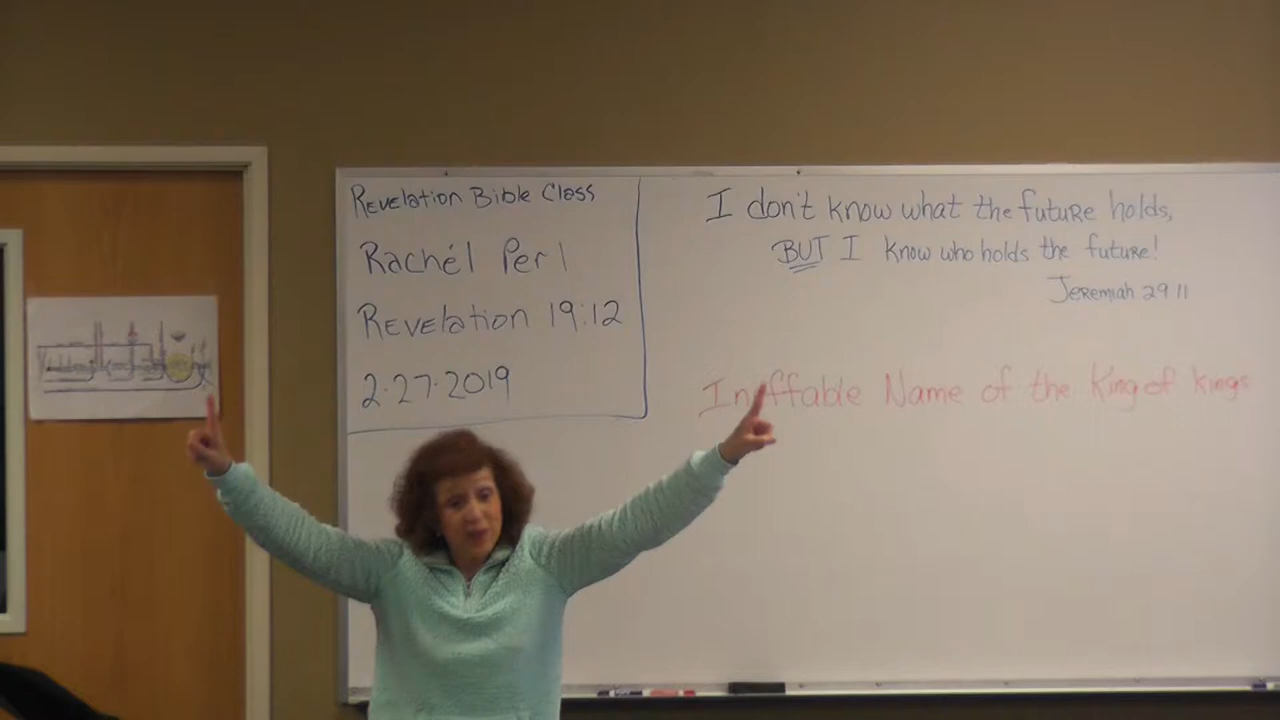 Revelation Bible Class
Rachél Perl
Revelation 19:12
2.27.2019
I don't know what the future holds,
BUT I know who holds the future!
Jeremiah 29 11
Ineffable Name of the King of kings